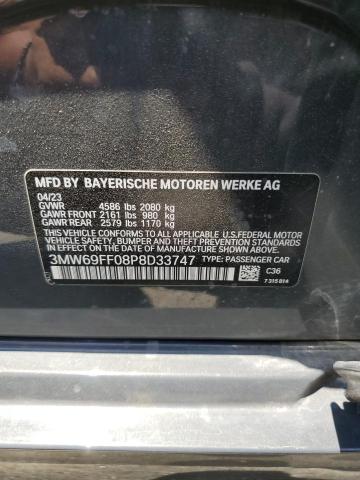 MFD BY BAYERISCHE MOTOREN WERKE AG
04/23
GVWR 4586 lbs 2080 kg
GAWR FRONT 2161 lbs 980 kg
GAWR REAR 2579 lbs 1170 kg
THIS VEHICLE CONFORMS TO ALL APPLICABLE U.S.FEDERAL MOTOR
VEHICLE SAFETY, BUMPER AND THEFT PREVENTION STANDARDS IN
EFFECT ON THE DATE OF MANUFACTURE SHOWN ABOVE.
3MW69FF08P8D33747 TYPE: PASSENGER CAR
C36
7 315 814